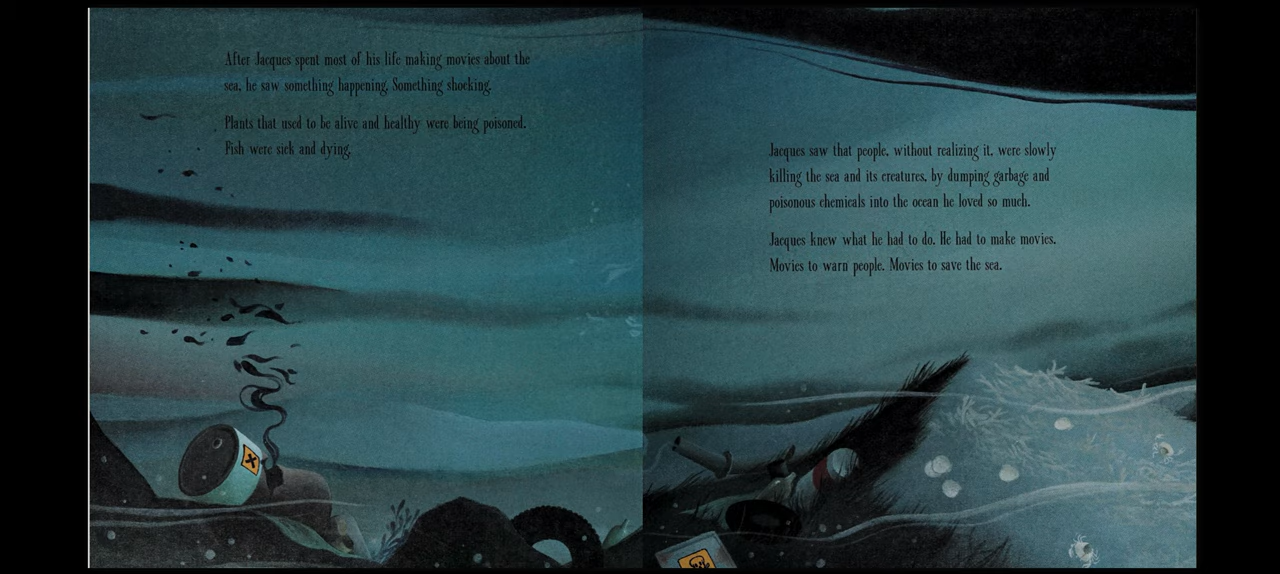 After Jacques spent most of his life making movies about the
sea, he saw something happening. Something shocking.
Plants that used to be alive and healthy were being poisoned.
Fish were sick and dying.
Jacques saw that people, without realizing it, were slowly
killing the sea and its creatures, by dumping garbage and
poisonous chemicals into the ocean he loved so much.
Jacques knew what he had to do. He had to make movies.
Movies to warn people. Movies to save the sea.